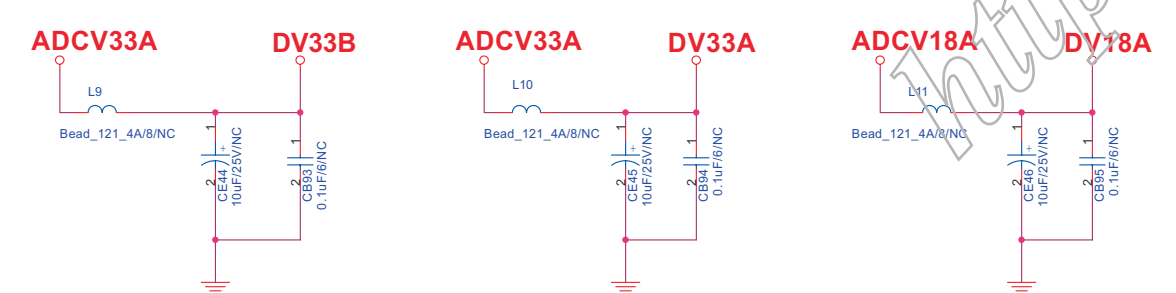 ADCV33A
DV33B
L9
Bead_121_4A/8/NC
1
2
CE44
10uF/25V/NC
+
1
2
CB93
0.1uF/6/NC
ADCV33A
DV33A
L10
Bead_121_4A/8/NC
1
2
CE45
10uF/25V/NC
+
1
2
CB94
0.1uF/6/NC
ADCV18A
DV18A
L11
Bead_121_4A/8/NC
1
2
CE46
10uF/25V/NC
+
1
2
CB95
0.1uF/6/NC
http